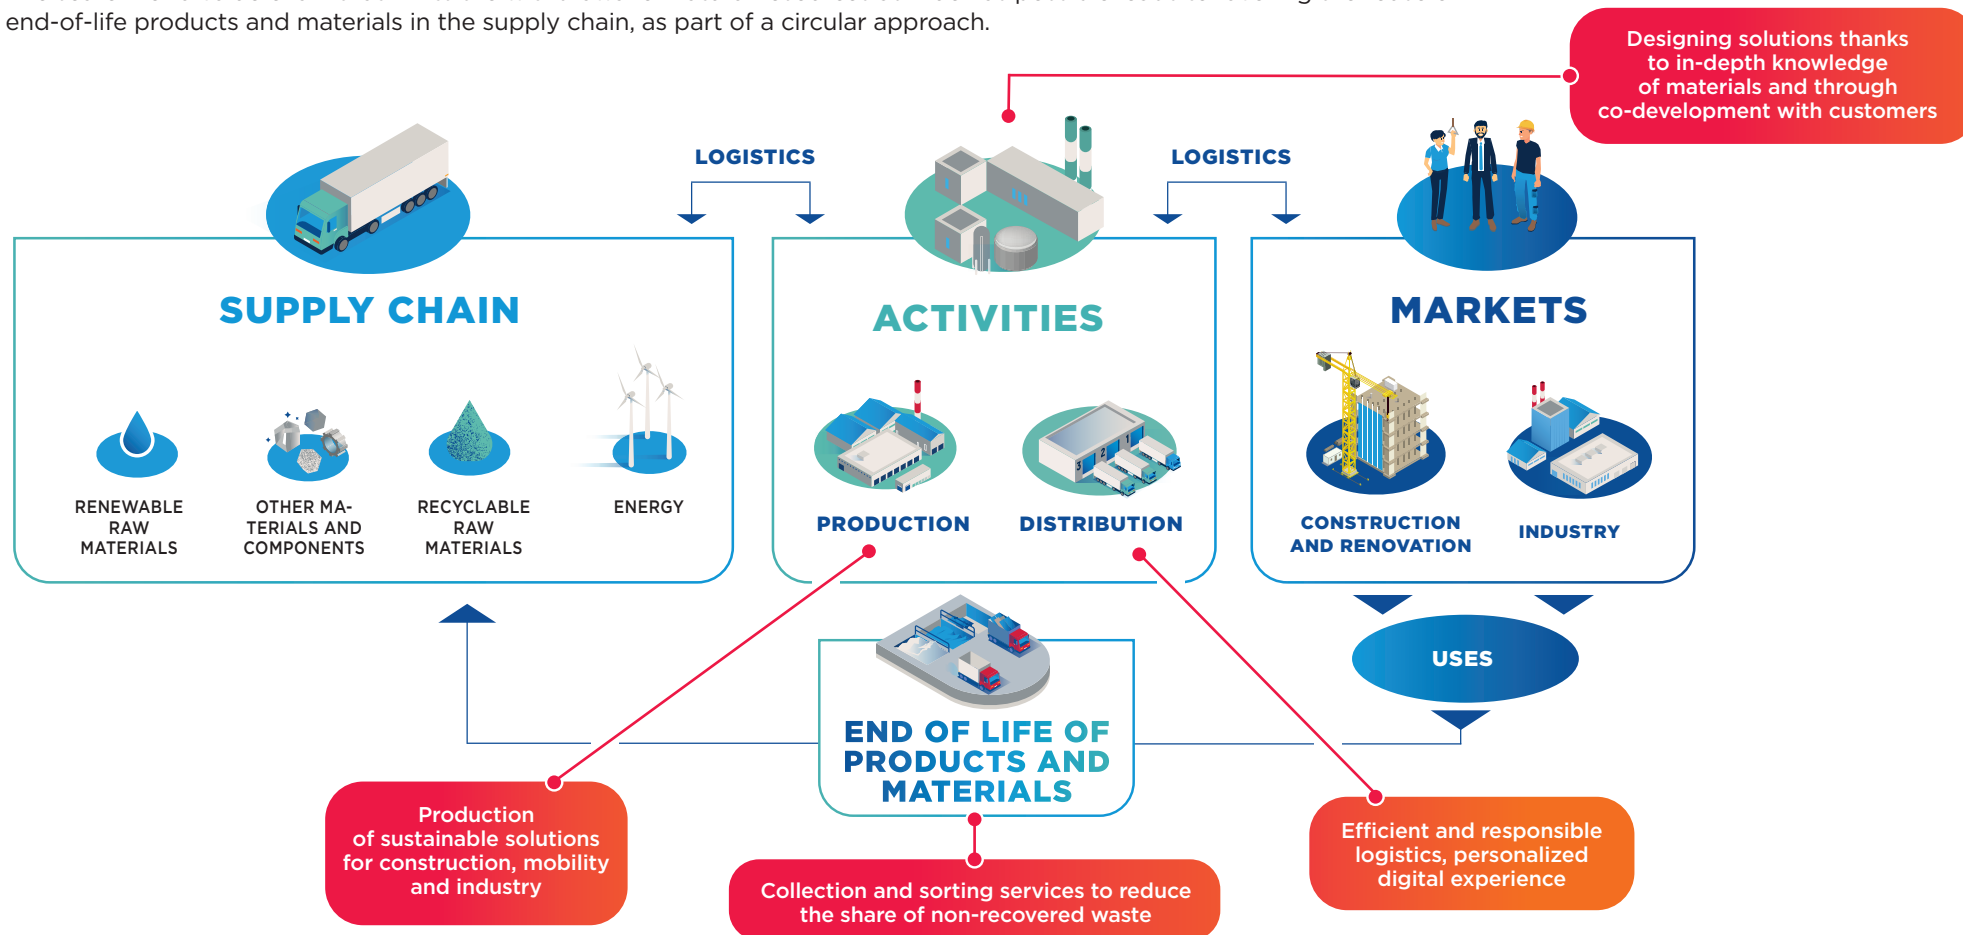 end-of-life products and materials in the supply chain, as part of a circular approach.
Designing solutions thanks
to in-depth knowledge
of materials and through
co-development with customers
LOGISTICS
LOGISTICS
SUPPLY CHAIN
RENEWABLE
RAW
MATERIALS
OTHER MA-
TERIALS AND
COMPONENTS
RECYCLABLE
RAW
MATERIALS
ENERGY
ACTIVITIES
3
2
1
PRODUCTION
DISTRIBUTION
MARKETS
CONSTRUCTION
AND RENOVATION
INDUSTRY
USES
END OF LIFE OF
PRODUCTS AND
MATERIALS
Production
of sustainable solutions
for construction, mobility
and industry
Collection and sorting services to reduce
the share of non-recovered waste
Efficient and responsible
logistics, personalized
digital experience